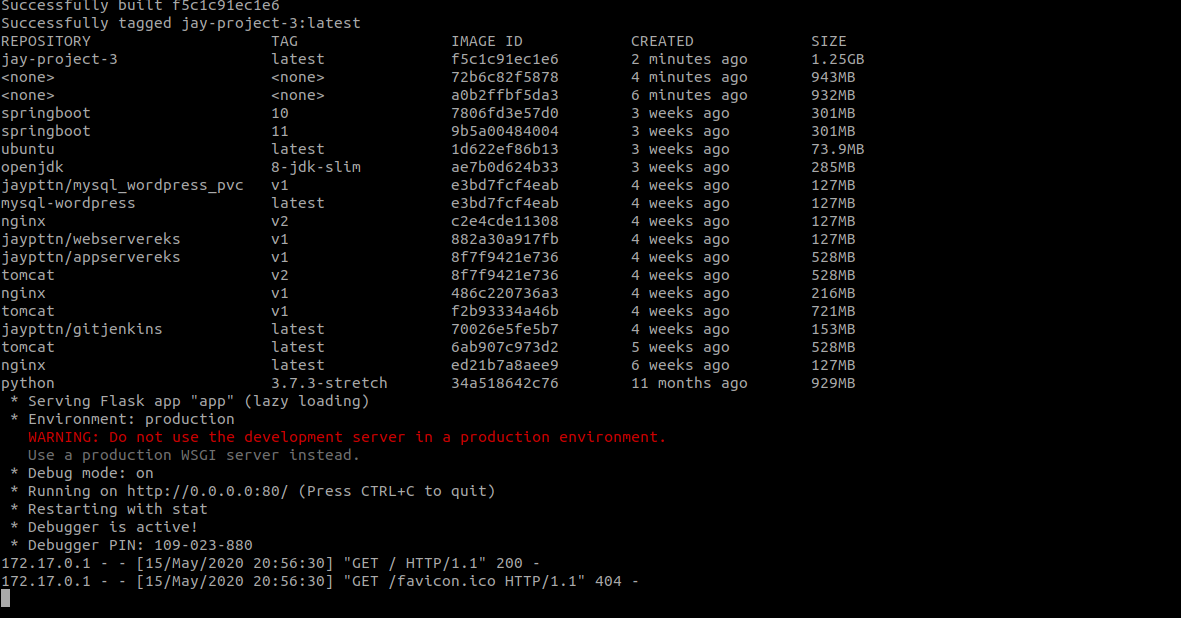 Successfully built f5c1c91ec1e6
Successfully tagged jay-project-3:latest
REPOSITORY TAG IMAGE ID CREATED SIZE
jay-project-3 latest f5c1c91ec1e6 2 minutes ago 1.25GB
<none> <none> 72b6c82f5878 4 minutes ago 943MB
<none> <none> a0b2ffbf5da3 6 minutes ago 932MB
springboot 10 7806fd3e57d0 3 weeks ago 301MB
springboot 11 9b5a00484004 3 weeks ago 301MB
ubuntu latest 1d622ef86b13 3 weeks ago 73.9MB
openjdk 8-jdk-slim ae7b0d624b33 3 weeks ago 285MB
jaypttn/mysql_wordpress_pvc v1 e3bd7fcf4eab 4 weeks ago 127MB
mysql-wordpress latest e3bd7fcf4eab 4 weeks ago 127MB
nginx v2 c2e4cde11308 4 weeks ago 127MB
jaypttn/webservereks v1 882a30a917fb 4 weeks ago 127MB
jaypttn/appservereks v1 8f7f9421e736 4 weeks ago 528MB
tomcat v2 8f7f9421e736 4 weeks ago 528MB
nginx v1 486c220736a3 4 weeks ago 216MB
tomcat v1 f2b93334a46b 4 weeks ago 721MB
jaypttn/gitjenkins latest 70026e5fe5b7 4 weeks ago 153MB
tomcat latest 6ab907c973d2 5 weeks ago 528MB
nginx latest ed21b7a8aee9 6 weeks ago 127MB
python 3.7.3-stretch 34a518642c76 11 months ago 929MB
* Serving Flask app "app" (lazy loading)
* Environment: production
WARNING: Do not use the development server in a production environment.
Use a production WSGI server instead.
* Debug mode: on
* Running on http://0.0.0.0:80/ (Press CTRL+C to quit)
* Restarting with stat
* Debugger is active!
* Debugger PIN: 109-023-880
172.17.0.1 - - [15/May/2020 20:56:30] "GET / HTTP/1.1" 200 -
172.17.0.1 - - [15/May/2020 20:56:30] "GET /favicon.ico HTTP/1.1" 404 -